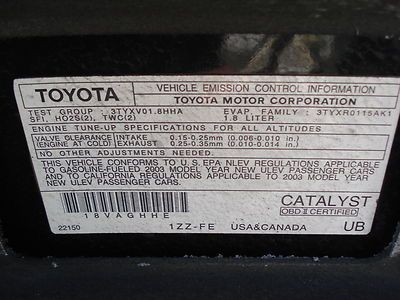 TOYOTA
VEHICLE EMISSION CONTROL INFORMATION
TOYOTA MOTOR CORPORATION
TEST GROUP : 3TYXV01.8HHA EVAP. FAMILY : 3TYXR0115AK1
SFI, HO2S(2), TWC(2) 1.8 LITER
ENGINE TUNE-UP SPECIFICATIONS FOR ALL ALTITUDES
VALVE CLEARANCE INTAKE 0.15-0.25mm (0.006-0.010 in.)
(ENGINE AT COLD) EXHAUST 0.25-0.35mm (0.010-0.014 in.)
NO OTHER ADJUSTMENTS NEEDED.
THIS VEHICLE CONFORMS TO U.S. EPA NLEV REGULATIONS APPLICABLE
TO GASOLINE-FUELED 2003 MODEL YEAR NEW ULEV PASSENGER CARS
AND TO CALIFORNIA REGULATIONS APPLICABLE TO 2003 MODEL YEAR
NEW ULEV PASSENGER CARS.
18VAGHHE
CATALYST
OBD II CERTIFIED
22150 1ZZ-FE USA&CANADA UB